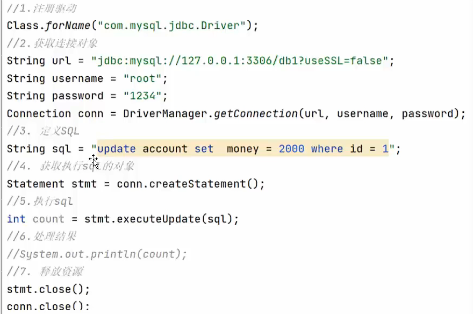 //1.注册驱动
Class.forName("com.mysql.jdbc.Driver");
//2.获取连接对象
String url = "jdbc:mysql://127.0.0.1:3306/db1?useSSL=false";
String username = "root";
String password = "1234";
Connection conn = DriverManager.getConnection(url, username, password);
//3. 定义SQL
String sql = "update account set  money = 2000 where id = 1";
//4. 获取执行sql的对象
Statement stmt = conn.createStatement();
//5.执行sql
int count = stmt.executeUpdate(sql);
//6.处理结果
//System.out.println(count);
//7. 释放资源
stmt.close();
conn.close();